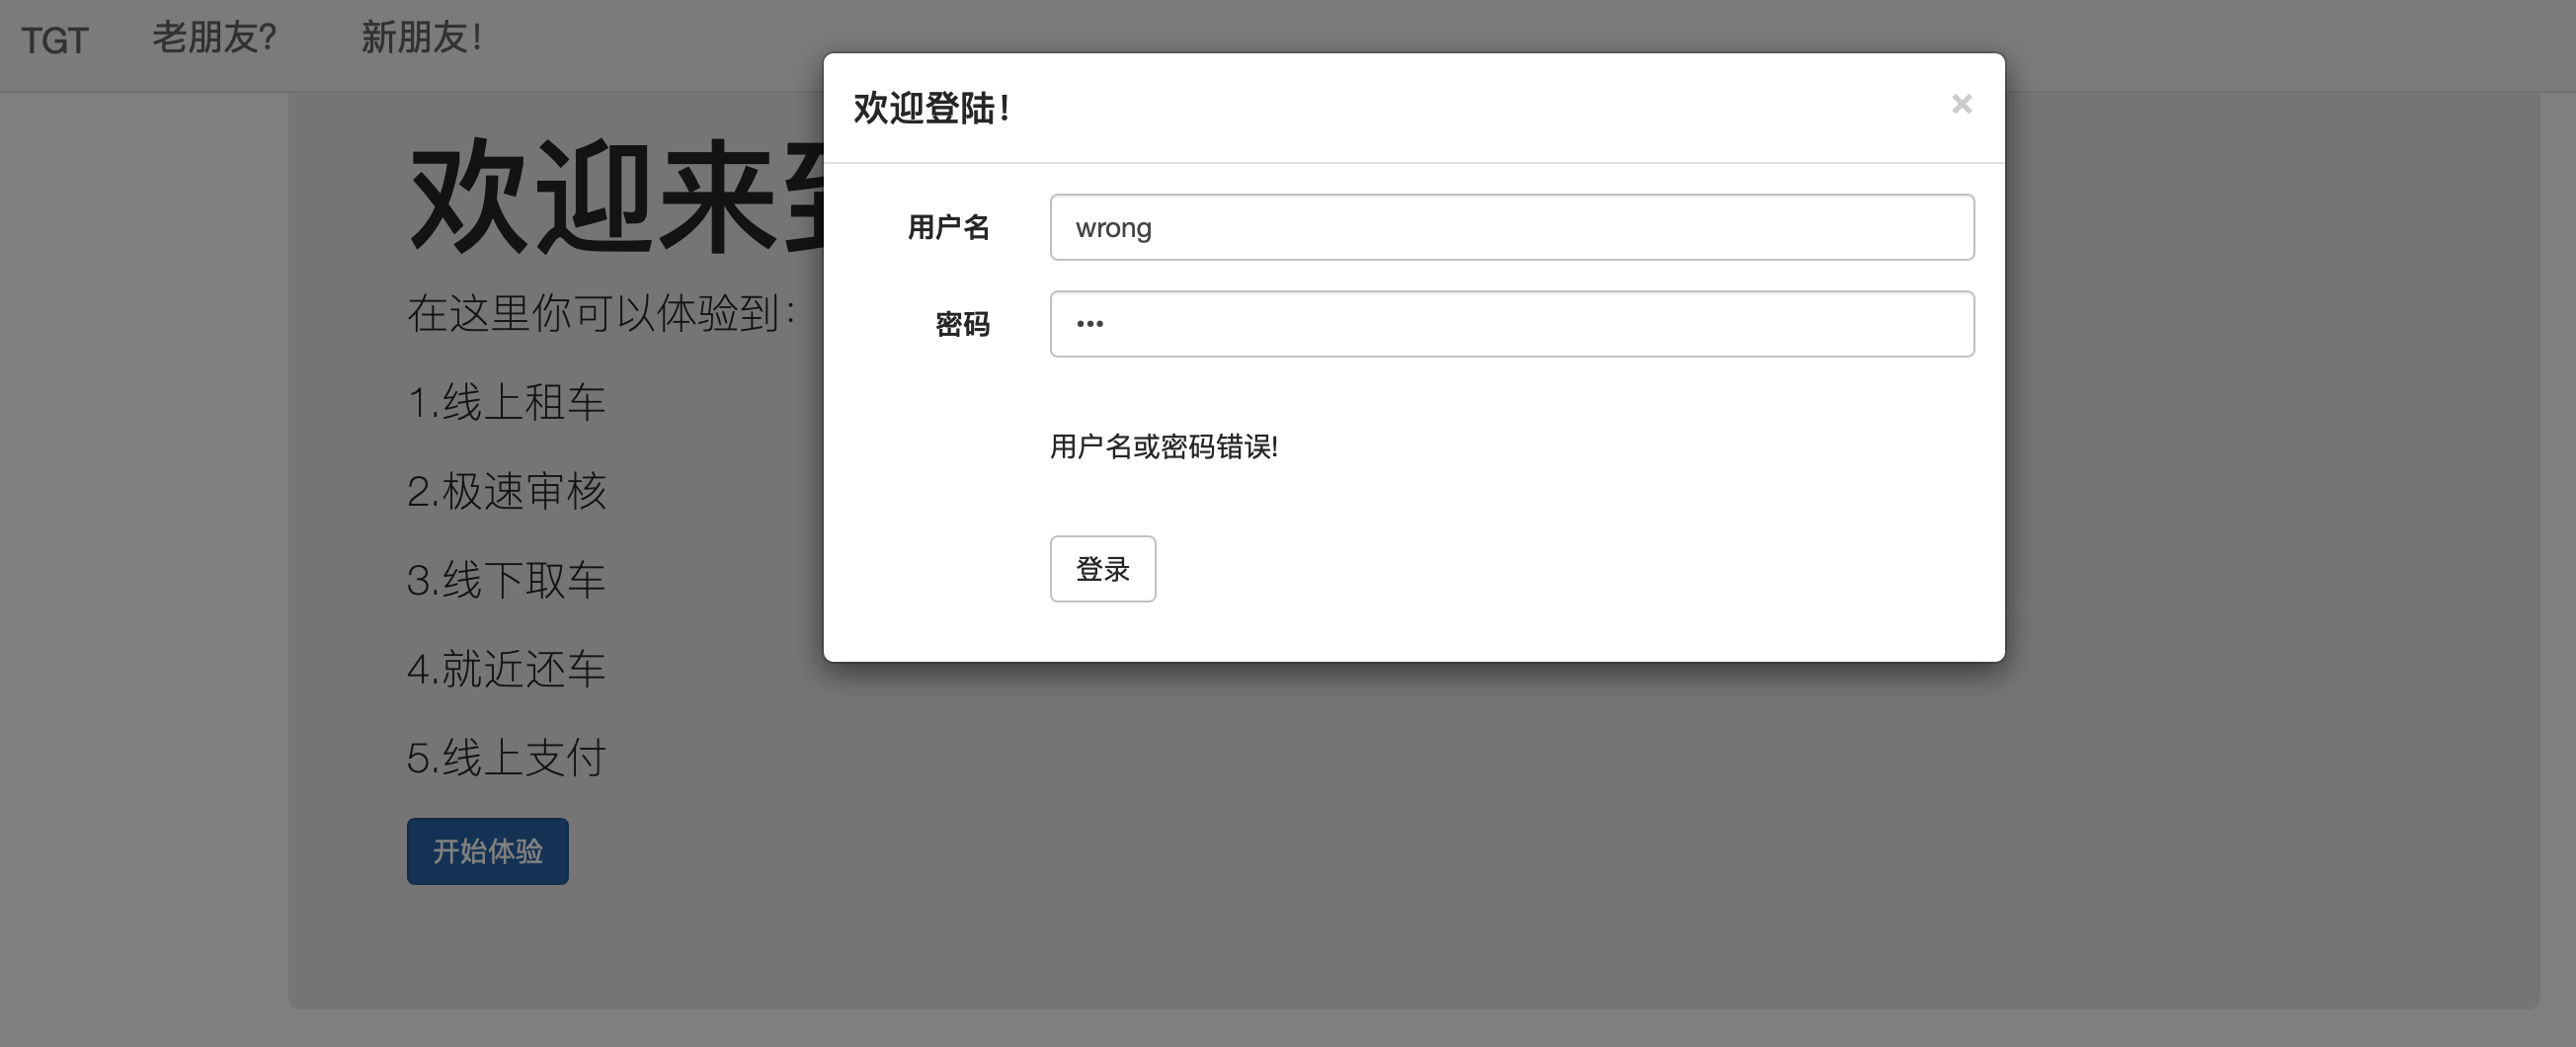 TGT 老朋友? 新朋友!
欢迎登陆!
×
用户名 wrong
密码 •••
用户名或密码错误!
登录
欢迎来
在这里你可以体验到:
1.线上租车
2.极速审核
3.线下取车
4.就近还车
5.线上支付
开始体验